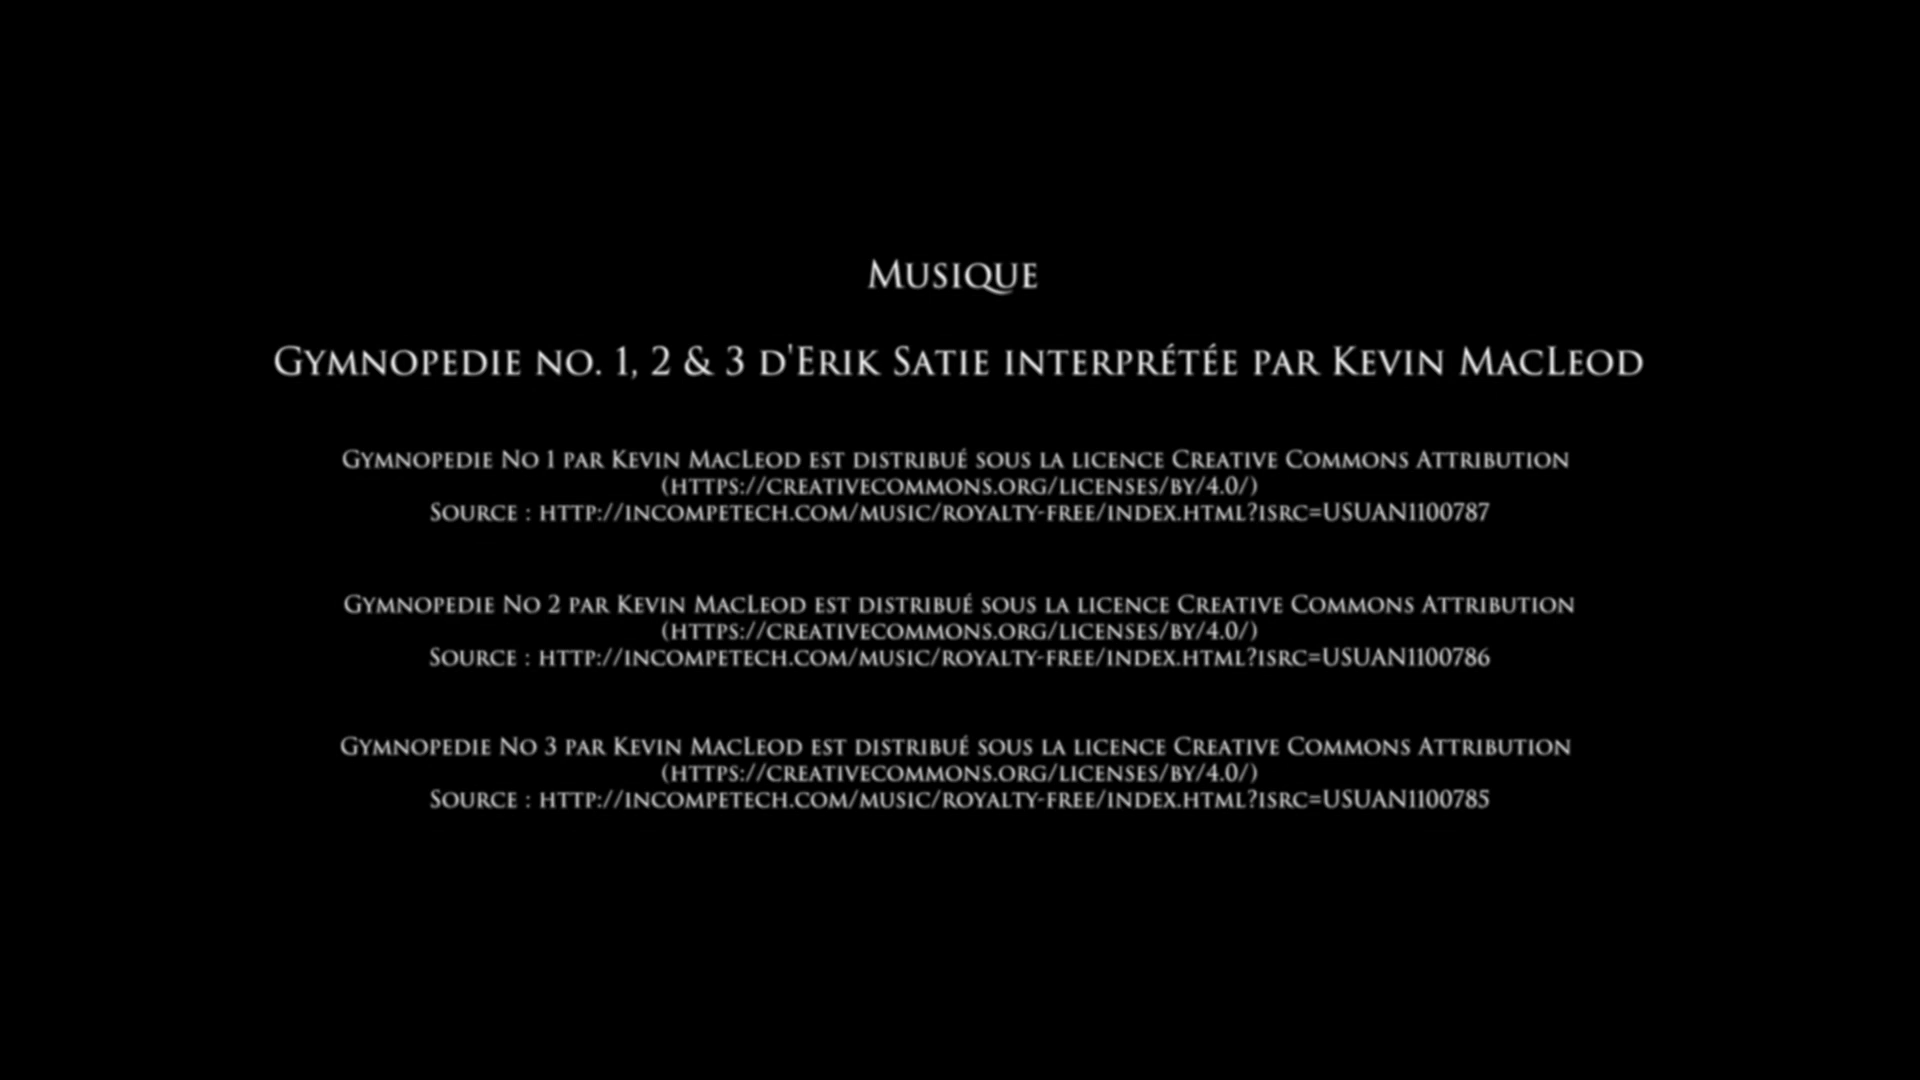 Musique
Gymnopedie no. 1, 2 & 3 d'Erik Satie interprétée par Kevin MacLeod
Gymnopedie No 1 par Kevin MacLeod est distribué sous la licence Creative Commons Attribution
(https://creativecommons.org/licenses/by/4.0/)
Source : http://incompetech.com/music/royalty-free/index.html?isrc=USUAN1100787
Gymnopedie No 2 par Kevin MacLeod est distribué sous la licence Creative Commons Attribution
(https://creativecommons.org/licenses/by/4.0/)
Source : http://incompetech.com/music/royalty-free/index.html?isrc=USUAN1100786
Gymnopedie No 3 par Kevin MacLeod est distribué sous la licence Creative Commons Attribution
(https://creativecommons.org/licenses/by/4.0/)
Source : http://incompetech.com/music/royalty-free/index.html?isrc=USUAN1100785